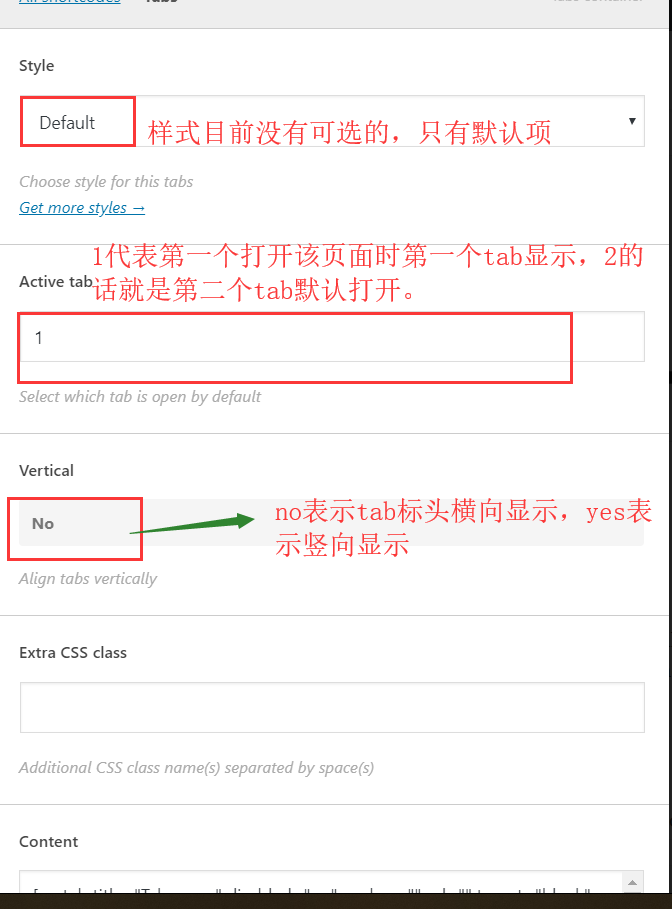 All shortcodes Tabs Tabs container
Style
Default
样式目前没有可选的，只有默认项
Choose style for this tabs
Get more styles →
1代表第一个打开该页面时第一个tab显示，2的
话就是第二个tab默认打开。
Active tab
1
Select which tab is open by default
Vertical
No
no表示tab标头横向显示，yes表
示竖向显示
Align tabs vertically
Extra CSS class
Additional CSS class name(s) separated by space(s)
Content